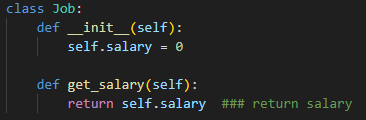 class Job:
    def __init__(self):
        self.salary = 0

    def get_salary(self):
        return self.salary  ### return salary